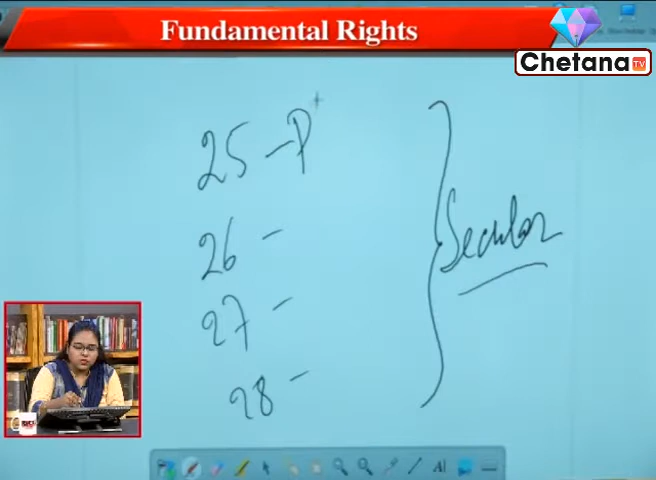 Fundamental Rights
Chetana TV
25 - P
26 -
27 -
28 -
Secular